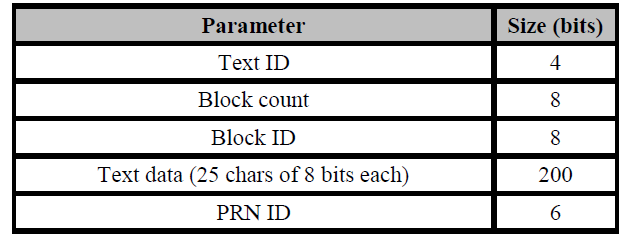 Parameter Size (bits)
Text ID 4
Block count 8
Block ID 8
Text data (25 chars of 8 bits each) 200
PRN ID 6